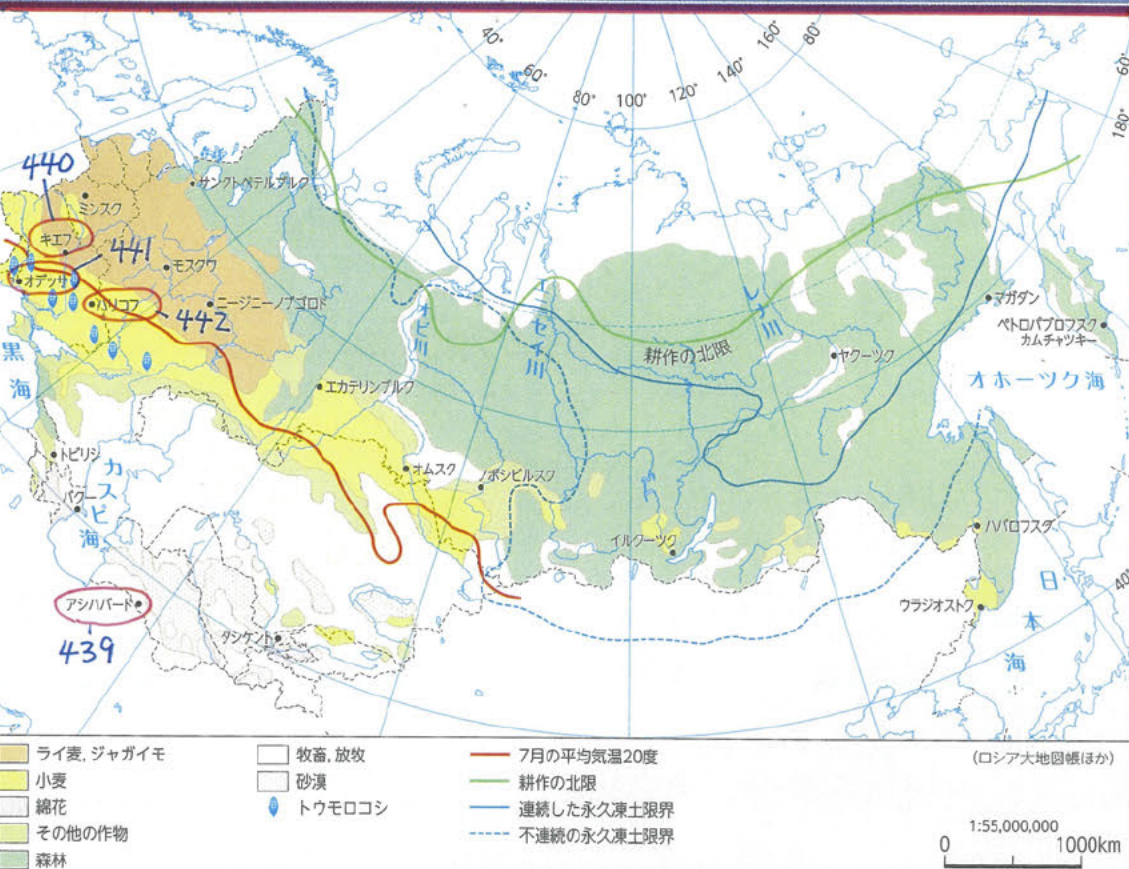 40°
60°
80°
100°
120°
140°
160°
80°
60°
180°
40°
440
サンクトペテルブルク
ミンスク
キエフ
441
モスクワ
オデッサ
ハリコフ
442
ニージニーノブゴロド
黒海
オビ川
エニセイ川
レナ川
耕作の北限
ヤクーツク
マガダン
ペトロパブロフスク
カムチャツキー
オホーツク海
エカテリンブルク
トビリシ
カスピ海
バクー
オムスク
ノボシビルスク
イルクーツク
ハバロフスク
アシハバード
439
タシケント
ウラジオストク
日本海
ライ麦, ジャガイモ
小麦
綿花
その他の作物
森林
牧畜, 放牧
砂漠
トウモロコシ
7月の平均気温20度
耕作の北限
連続した永久凍土限界
不連続の永久凍土限界
(ロシア大地図帳ほか)
1:55,000,000
0 1000km